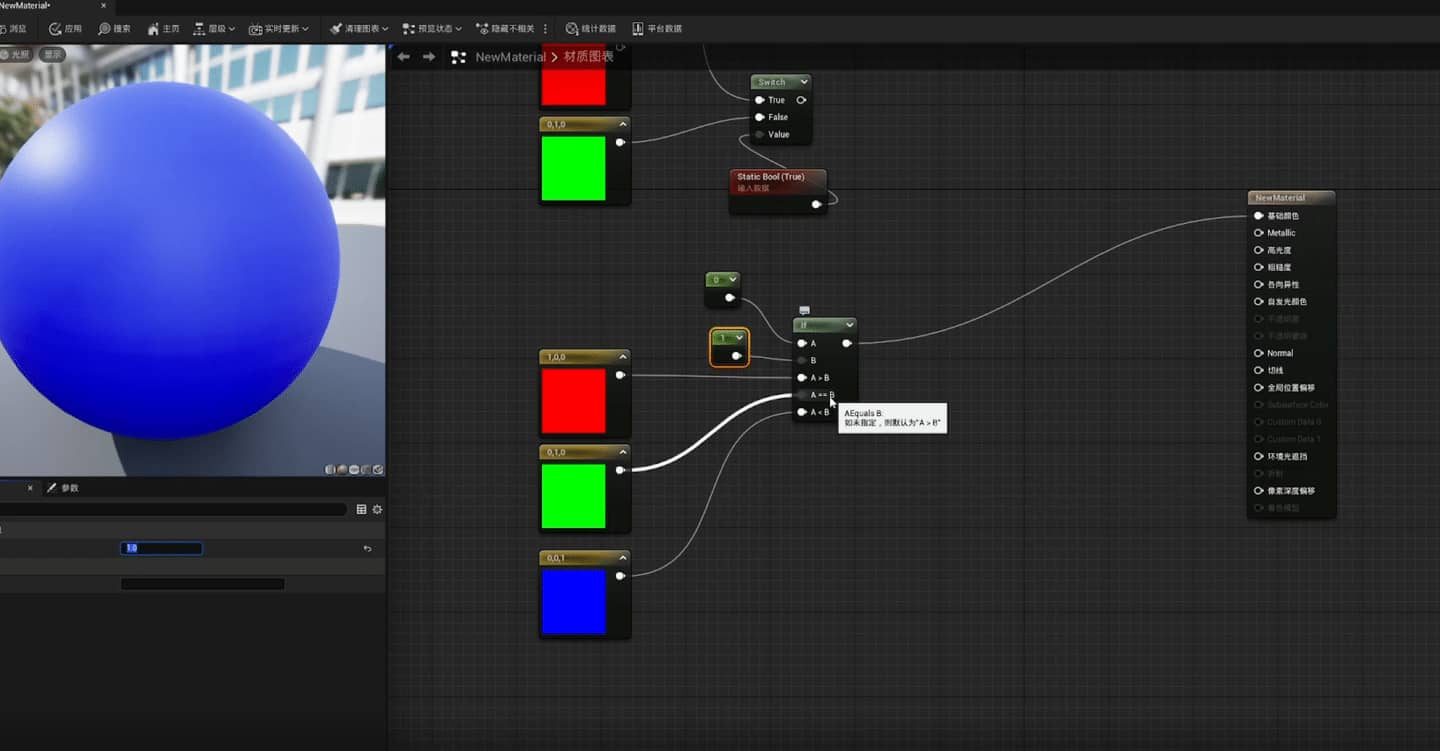 NewMaterial*
浏览
应用
搜索
主页
层级
实时更新
清理图表
预览状态
隐藏不相关
统计数据
平台数据
光照
显示
NewMaterial
材质图表
0,1,0
Switch
True
False
Value
Static Bool (True)
输入数据
0
1
If
A
B
A > B
A == B
A < B
AEquals B:
如未指定，则默认为"A > B"
1,0,0
0,1,0
0,0,1
NewMaterial
基础颜色
Metallic
高光度
粗糙度
各向异性
自发光颜色
不透明度
不透明蒙版
Normal
切线
全局位置偏移
Subsurface Color
Custom Data 0
Custom Data 1
环境光遮挡
折射
像素深度偏移
着色模型
参数
1.0